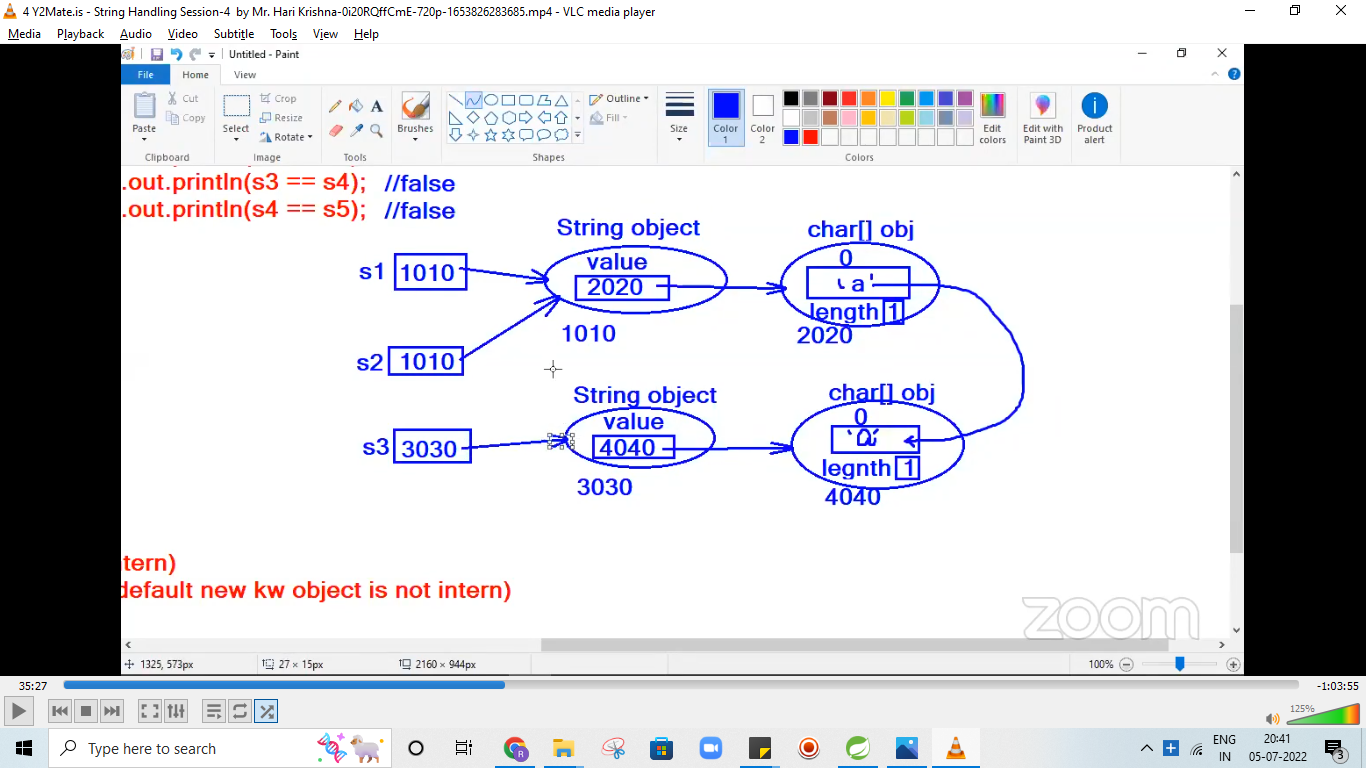 4 Y2Mate.is - String Handling Session-4 by Mr. Hari Krishna-0i20RQffCmE-720p-1653826283685.mp4 - VLC media player
Media Playback Audio Video Subtitle Tools View Help
Untitled - Paint
File Home View
Paste Cut Copy
Select Crop Resize Rotate
Brushes
Outline Fill
Size
Color 1
Color 2
Edit colors
Edit with Paint 3D
Product alert
Clipboard Image Tools Shapes Colors
.out.println(s3 == s4); //false
.out.println(s4 == s5); //false
String object char[] obj
value 0
s1 1010 2020 'a'
length 1
1010 2020
s2 1010
String object char[] obj
value 0
s3 3030 4040 'a'
legnth 1
3030 4040
tern)
default new kw object is not intern)
zoom
1325, 573px 27 × 15px 2160 × 944px 100%
35:27 -1:03:55
125%
Type here to search
R
ENG 20:41
IN 05-07-2022 3